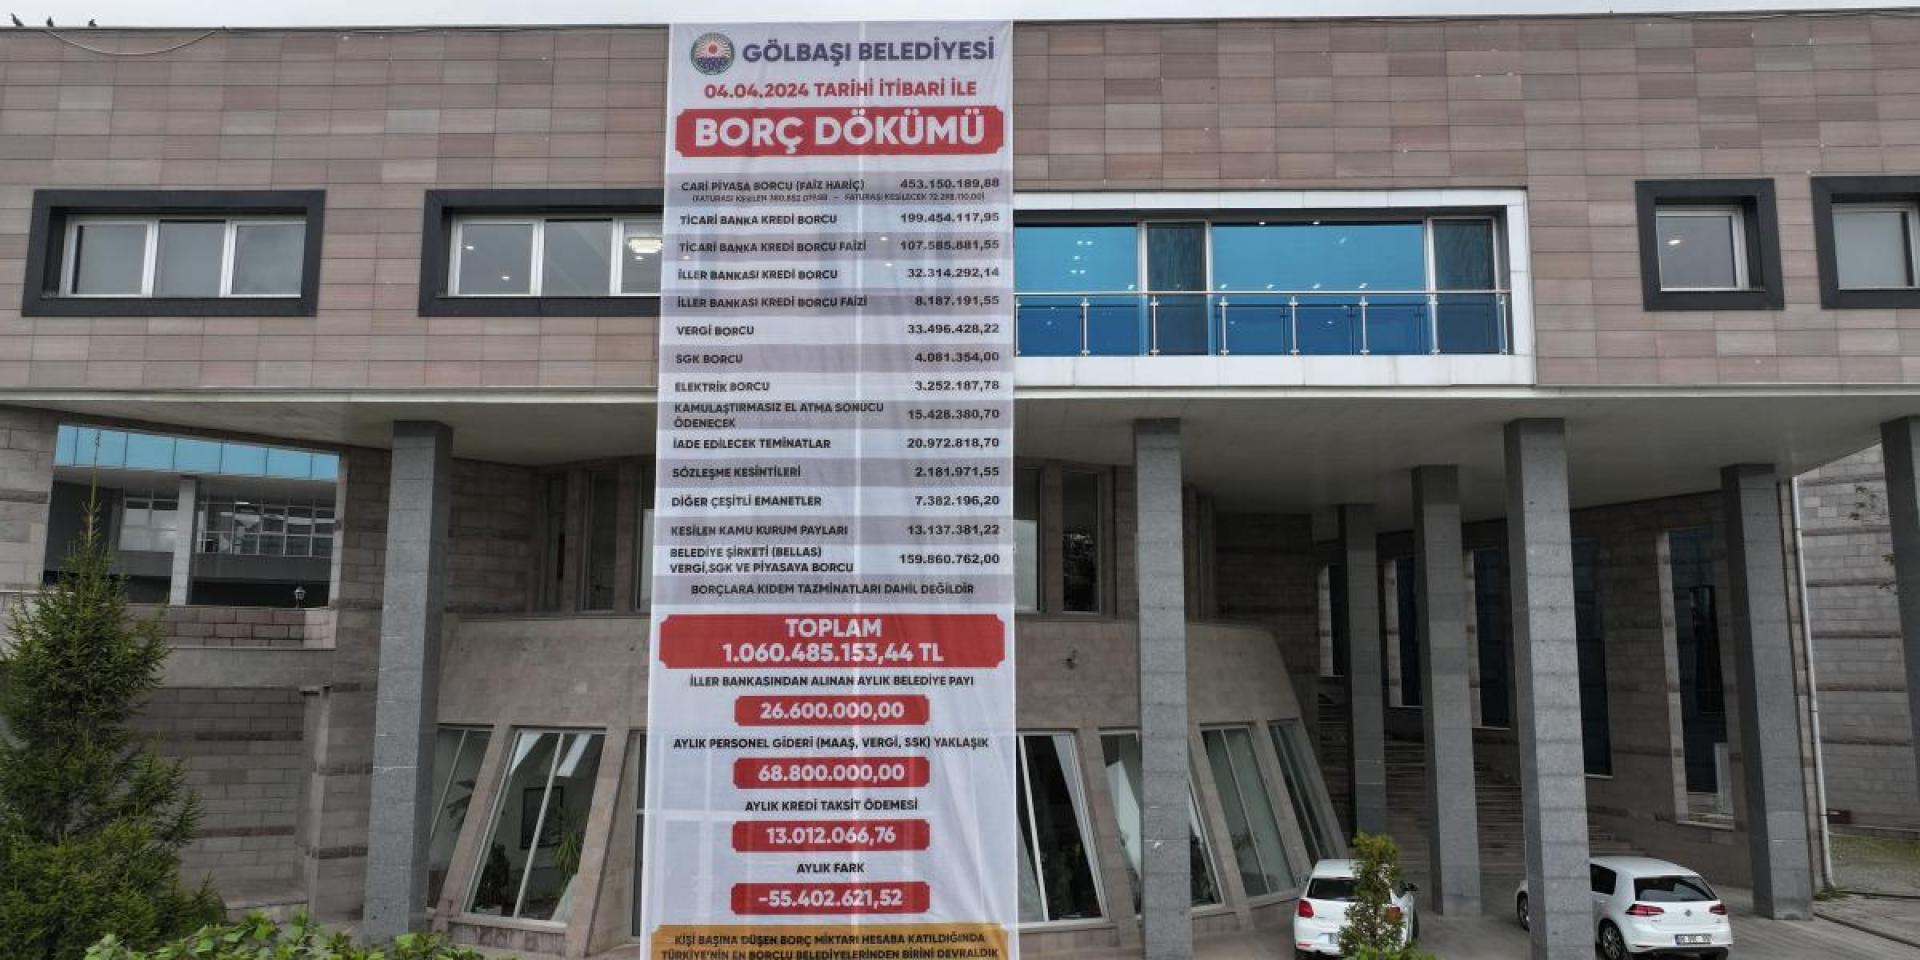 GÖLBAŞI BELEDİYESİ
04.04.2024 TARİHİ İTİBARİ İLE
BORÇ DÖKÜMÜ
CARİ PİYASA BORCU (FAİZ HARİÇ) 453.150.189,88
(FATURASI KESİLEN - FATURASI KESİLECEK 72.298.110,00)
TİCARİ BANKA KREDİ BORCU 199.454.117,95
TİCARİ BANKA KREDİ BORCU FAİZİ 107.585.881,55
İLLER BANKASI KREDİ BORCU 32.314.292,14
İLLER BANKASI KREDİ BORCU FAİZİ 8.187.191,55
VERGİ BORCU 33.496.428,22
SGK BORCU 4.081.354,00
ELEKTRİK BORCU 3.252.187,78
KAMULAŞTIRMASIZ EL ATMA SONUCU
ÖDENECEK 15.428.380,70
İADE EDİLECEK TEMİNATLAR 20.972.818,70
SÖZLEŞME KESİNTİLERİ 2.181.971,55
DİĞER ÇEŞİTLİ EMANETLER 7.382.196,20
KESİLEN KAMU KURUM PAYLARI 13.137.381,22
BELEDİYE ŞİRKETİ (BELLAS)
VERGİ,SGK VE PİYASAYA BORCU 159.860.762,00
BORÇLARA KIDEM TAZMİNATLARI DAHİL DEĞİLDİR
TOPLAM
1.060.485.153,44 TL
İLLER BANKASINDAN ALINAN AYLIK BELEDİYE PAYI
26.600.000,00
AYLIK PERSONEL GİDERİ (MAAŞ, VERGİ, SSK) YAKLAŞIK
68.800.000,00
AYLIK KREDİ TAKSİT ÖDEMESİ
13.012.066,76
AYLIK FARK
-55.402.621,52
KİŞİ BAŞINA DÜŞEN BORÇ MİKTARI HESABA KATILDIĞINDA
TÜRKİYE'NİN EN BORÇLU BELEDİYELERİNDEN BİRİNİ DEVRALDIK